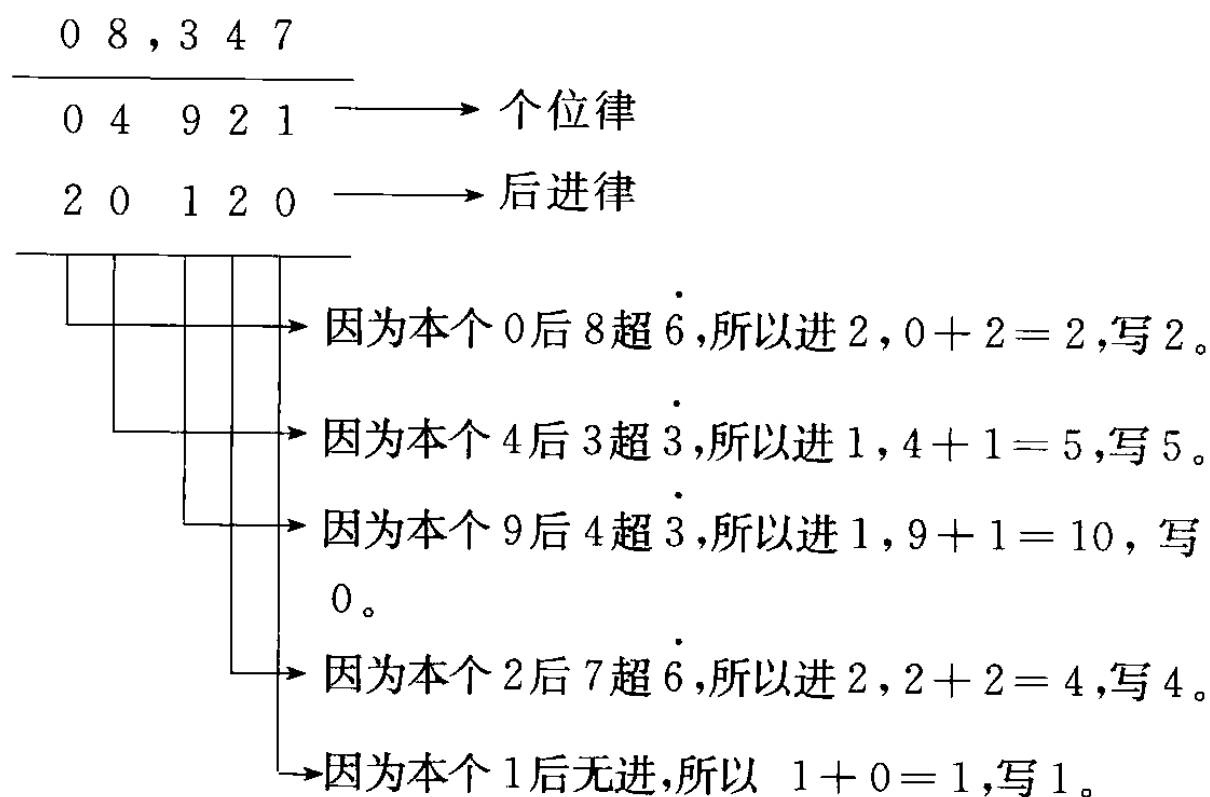 0 8,3 4 7
0 4 9 2 1 → 个位律
2 0 1 2 0 → 后进律
因为本个0后8超6̇,所以进2,0+2=2,写2。
因为本个4后3超3̇,所以进1,4+1=5,写5。
因为本个9后4超3̇,所以进1,9+1=10,写
0。
因为本个2后7超6̇,所以进2,2+2=4,写4。
因为本个1后无进,所以 1+0=1,写1。